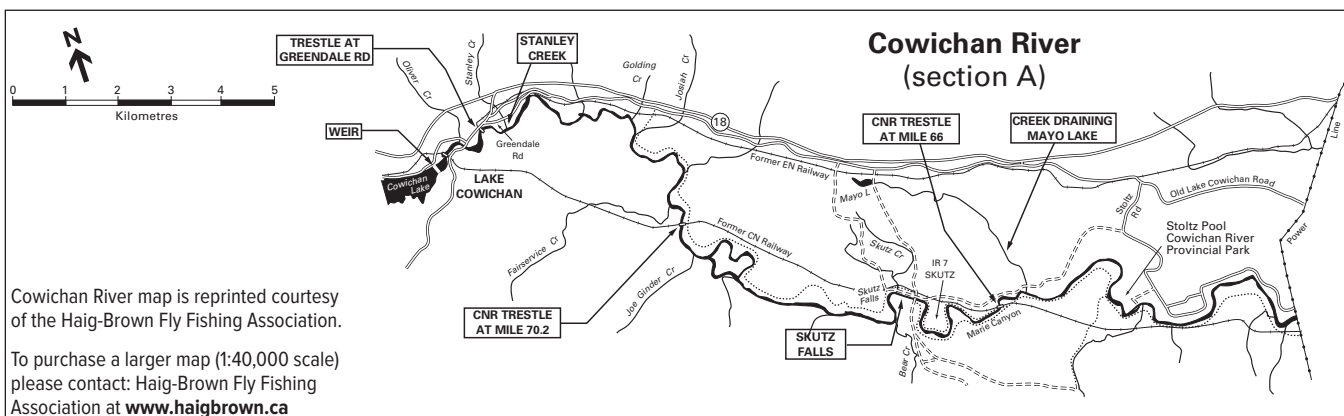 Cowichan River
(section A)
N
0 1 2 3 4 5
Kilometres
TRESTLE AT
GREENDALE RD
STANLEY
CREEK
Stanley Cr
Oliver Cr
Golding
Cr
Josiah Cr
WEIR
Greendale
Rd
Cowichan
Lake
LAKE
COWICHAN
18
CNR TRESTLE
AT MILE 66
CREEK DRAINING
MAYO LAKE
Line
Former EN Railway
Mayo L
Stoltz
Rd
Old Lake Cowichan Road
Power
Stoltz Pool
Cowichan River
Provincial Park
Former CN Railway
Skutz Cr
IR 7
SKUTZ
Fairservice Cr
Joe Ginder Cr
Skutz
Falls
Marie Canyon
CNR TRESTLE
AT MILE 70.2
SKUTZ
FALLS
Bear Cr
Cowichan River map is reprinted courtesy
of the Haig-Brown Fly Fishing Association.
To purchase a larger map (1:40,000 scale)
please contact: Haig-Brown Fly Fishing
Association at www.haigbrown.ca